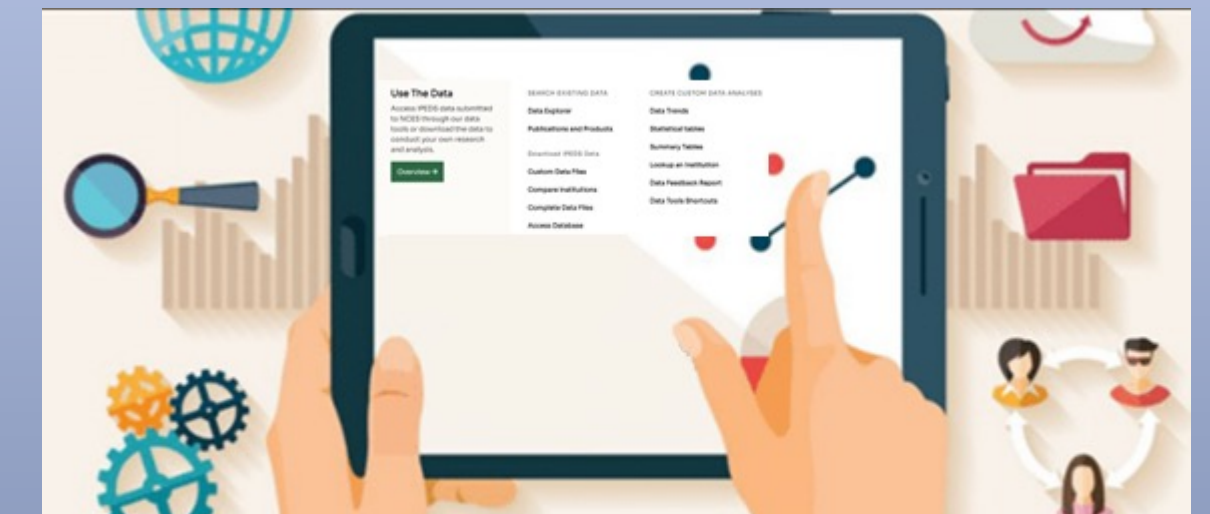 Use The Data
Access IPEDS data submitted
to NCES through our data
tools or download the data to
conduct your own research
and analysis.
Overview →
SEARCH EXISTING DATA
Data Explorer
Publications and Products
Download IPEDS Data
Custom Data Files
Compare Institutions
Complete Data Files
Access Database
CREATE CUSTOM DATA ANALYSES
Data Trends
Statistical tables
Summary Tables
Lookup an Institution
Data Feedback Report
Data Tools Shortcuts